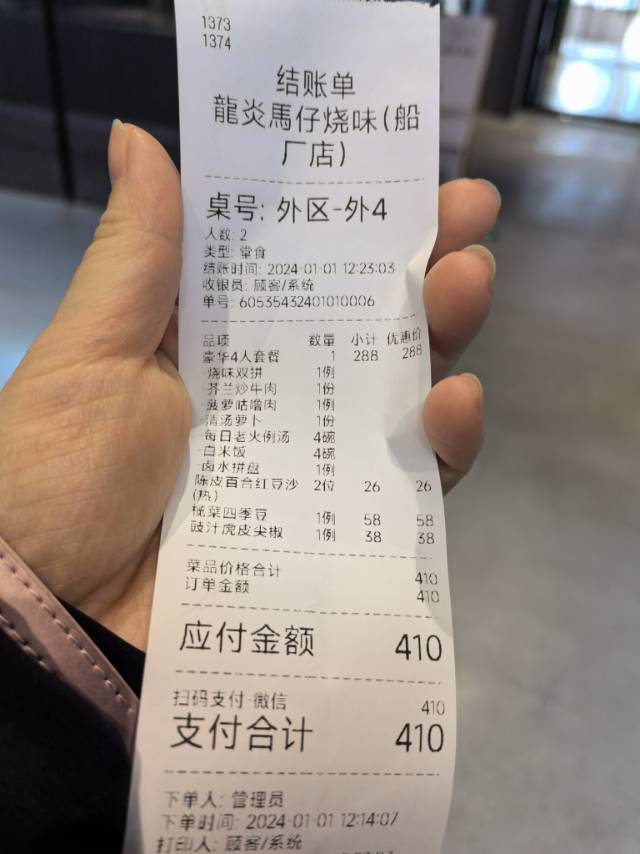 1373
1374
结账单
龍炎馬仔烧味(船
厂店)
桌号: 外区-外4
人数: 2
类型: 堂食
结账时间: 2024-01-01 12:23:03
收银员: 顾客/系统
单号: 60535432401010006
品项 数量 小计 优惠价
豪华4人套餐 1 288 288
-烧味双拼 1例
-芥兰炒牛肉 1份
-菠萝咕噜肉 1例
-清汤萝卜 1份
-每日老火例汤 4碗
-白米饭 4碗
-卤水拼盘 1例
陈皮百合红豆沙 2位 26 26
(热)
榄菜四季豆 1例 58 58
豉汁虎皮尖椒 1例 38 38
菜品价格合计 410
订单金额 410
应付金额 410
扫码支付-微信 410
支付合计 410
下单人: 管理员
下单时间: 2024-01-01 12:14:07
打印人: 顾客/系统